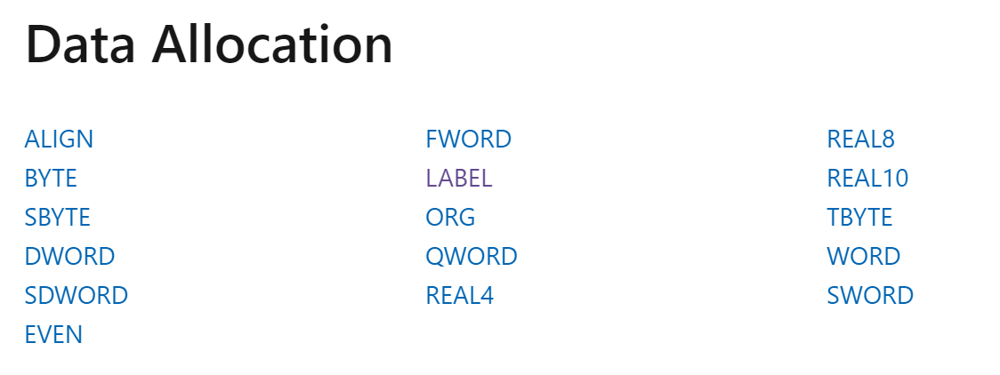 Data Allocation
ALIGN
BYTE
SBYTE
DWORD
SDWORD
EVEN
FWORD
LABEL
ORG
QWORD
REAL4
REAL8
REAL10
TBYTE
WORD
SWORD